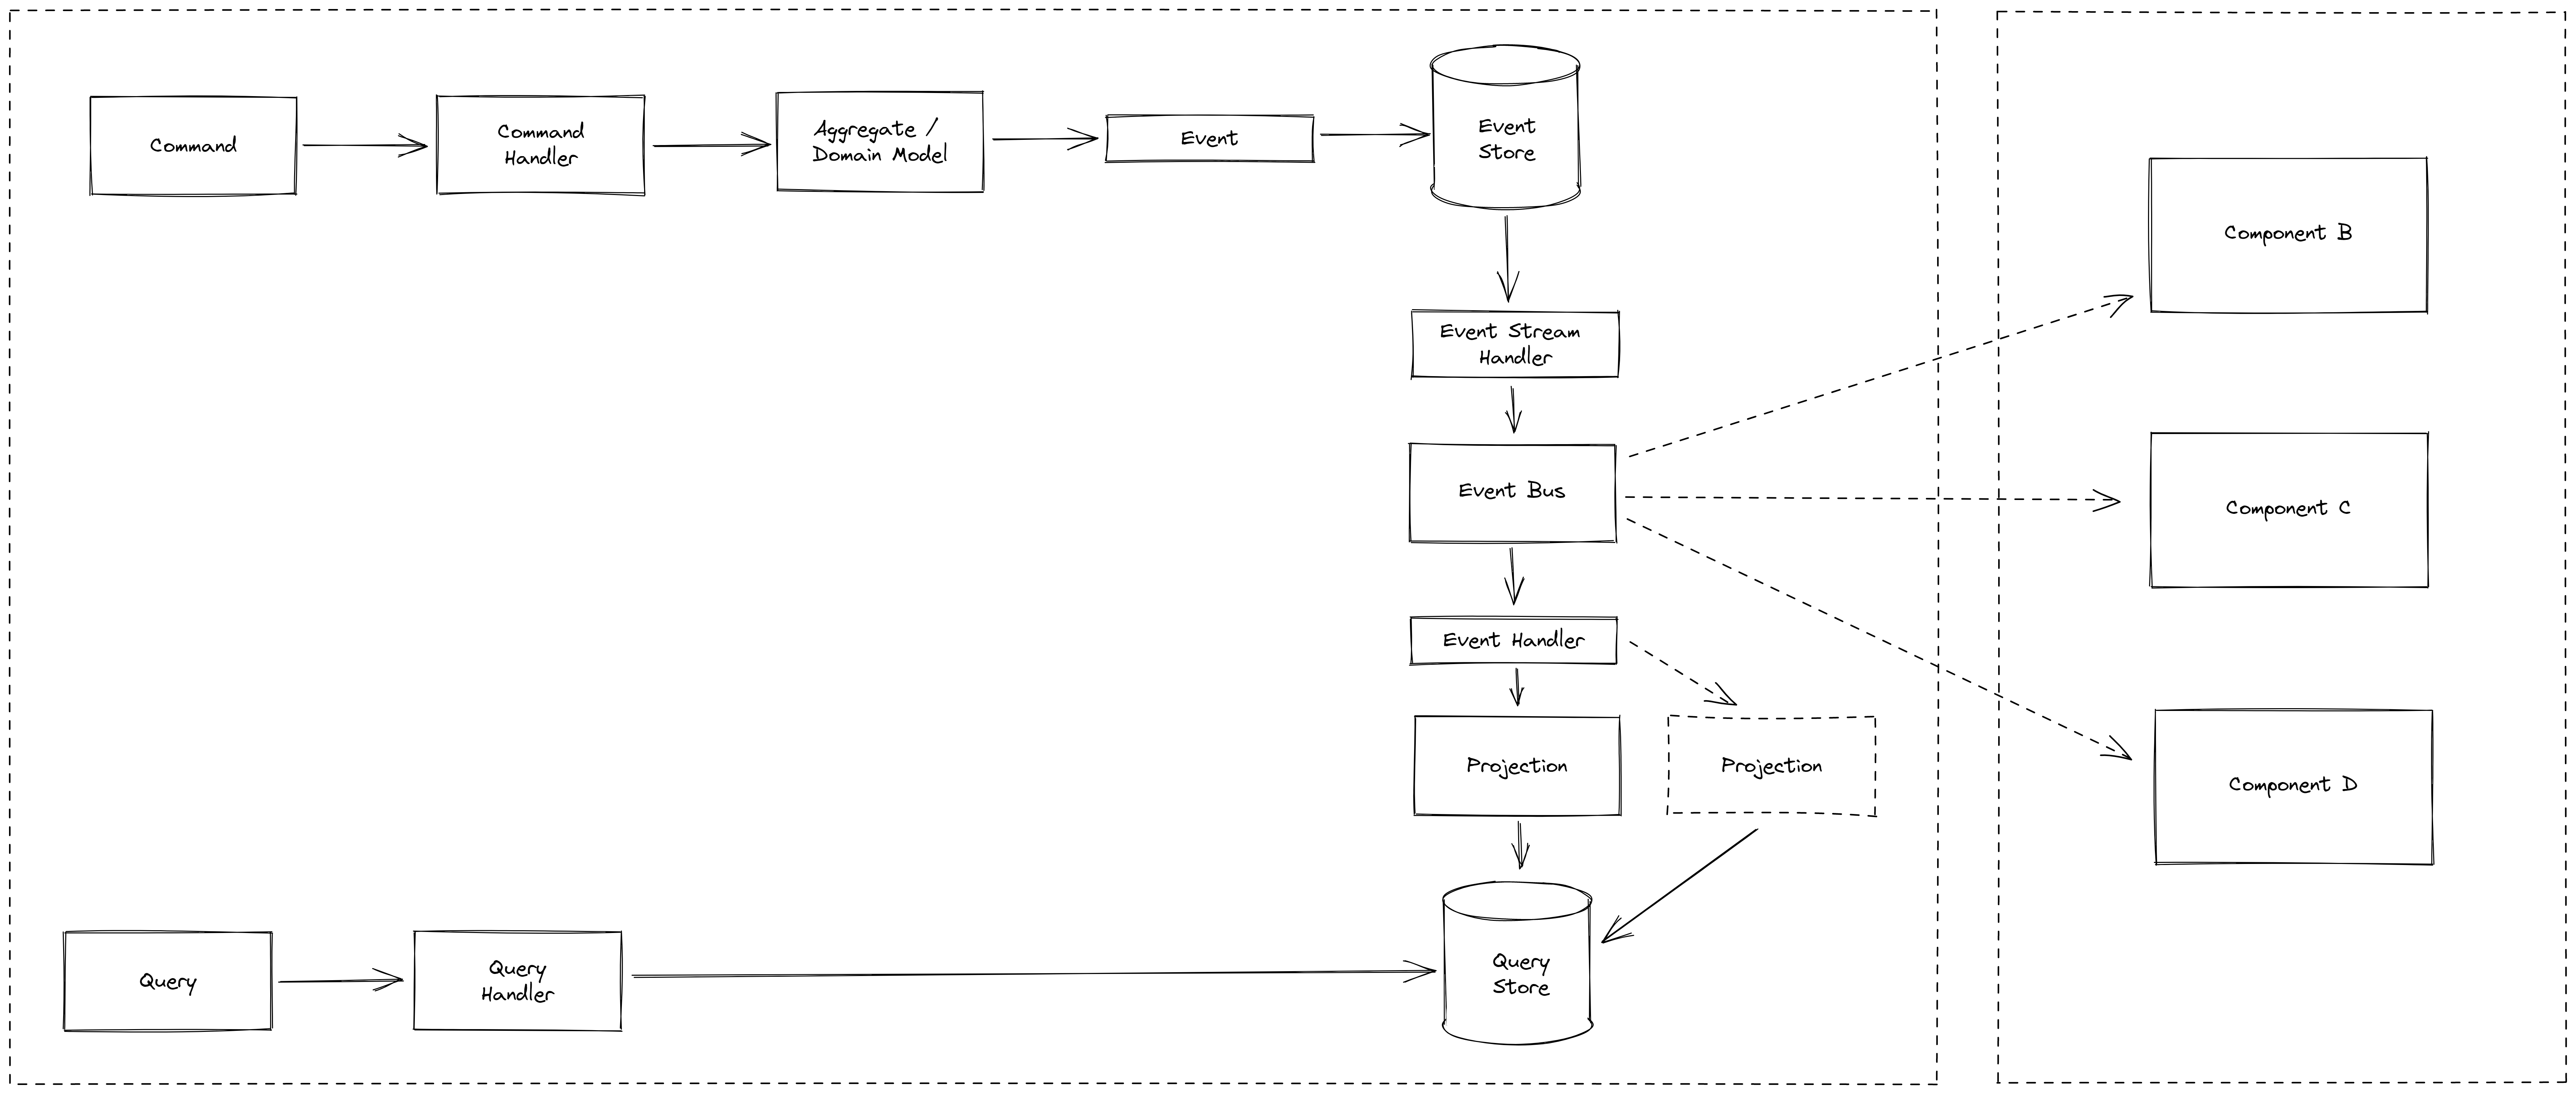 Command
Command
Handler
Aggregate /
Domain Model
Event
Event
Store
Component B
Event Stream
Handler
Event Bus
Component C
Event Handler
Projection
Projection
Component D
Query
Query
Handler
Query
Store